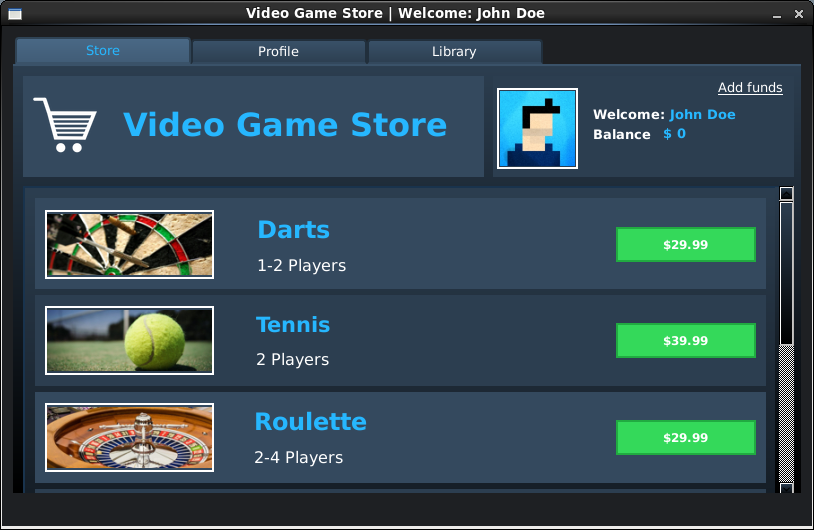 Video Game Store | Welcome: John Doe
Store
Profile
Library
Video Game Store
Add funds
Welcome: John Doe
Balance $ 0
Darts
1-2 Players
$29.99
Tennis
2 Players
$39.99
Roulette
2-4 Players
$29.99